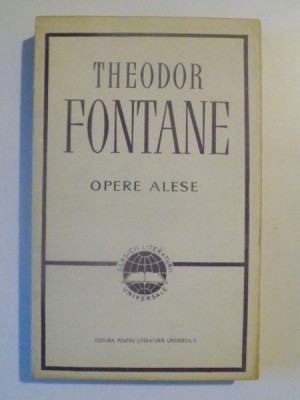 THEODOR
FONTANE
OPERE ALESE
CLASICII LITERATURII
UNIVERSALE
EDITURA PENTRU LITERATURĂ UNIVERSALĂ